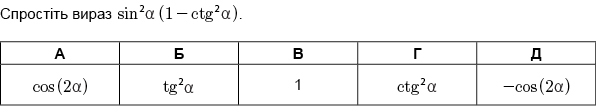 Спростіть вираз sin²α (1 − ctg²α).
А Б В Г Д
cos(2α) tg²α 1 ctg²α −cos(2α)